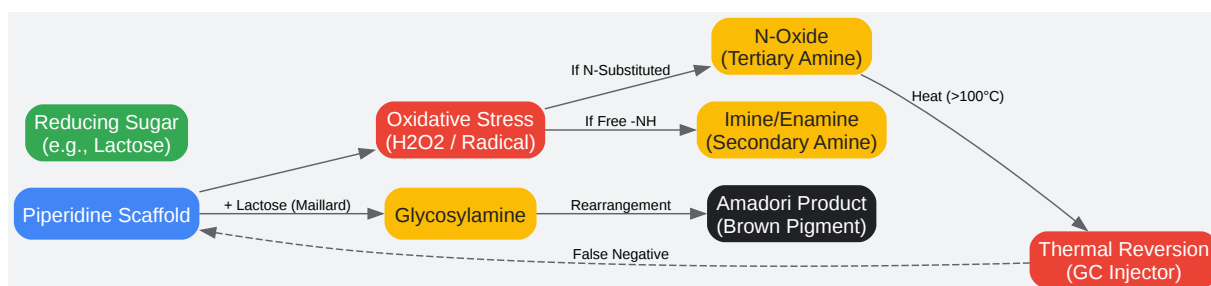 N-Oxide
(Tertiary Amine)
If N-Substituted
Heat (>100°C)
Reducing Sugar
(e.g., Lactose)
Oxidative Stress
(H2O2 / Radical)
If Free -NH
Imine/Enamine
(Secondary Amine)
Piperidine Scaffold
+ Lactose (Maillard)
Glycosylamine
Rearrangement
Amadori Product
(Brown Pigment)
False Negative
Thermal Reversion
(GC Injector)